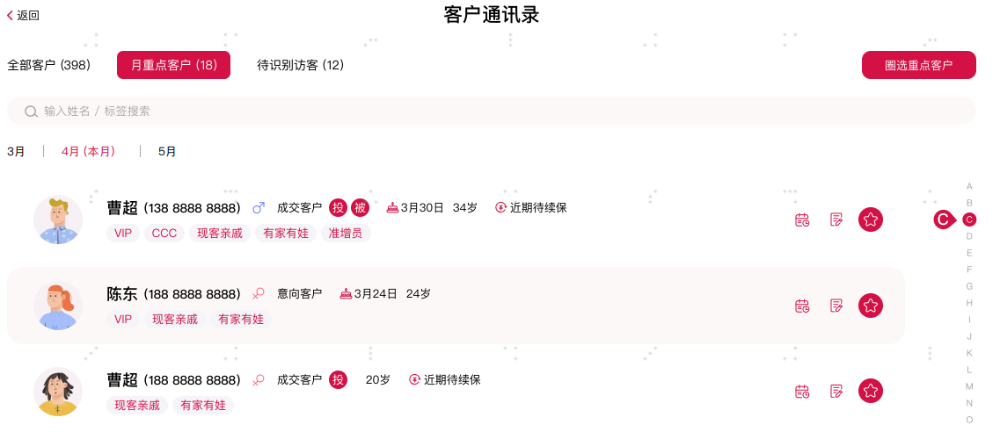 返回
客户通讯录
全部客户 (398) 月重点客户 (18) 待识别访客 (12) 圈选重点客户
输入姓名 / 标签搜索
3月 4月 (本月) 5月
曹超 (138 8888 8888) 成交客户 投 被 3月30日 34岁 近期待续保
VIP CCC 现客亲戚 有家有娃 准增员
陈东 (188 8888 8888) 意向客户 3月24日 24岁
VIP 现客亲戚 有家有娃
曹超 (188 8888 8888) 成交客户 投 20岁 近期待续保
现客亲戚 有家有娃
A
B
C C
D
E
F
G
H
I
J
K
L
M
N
O